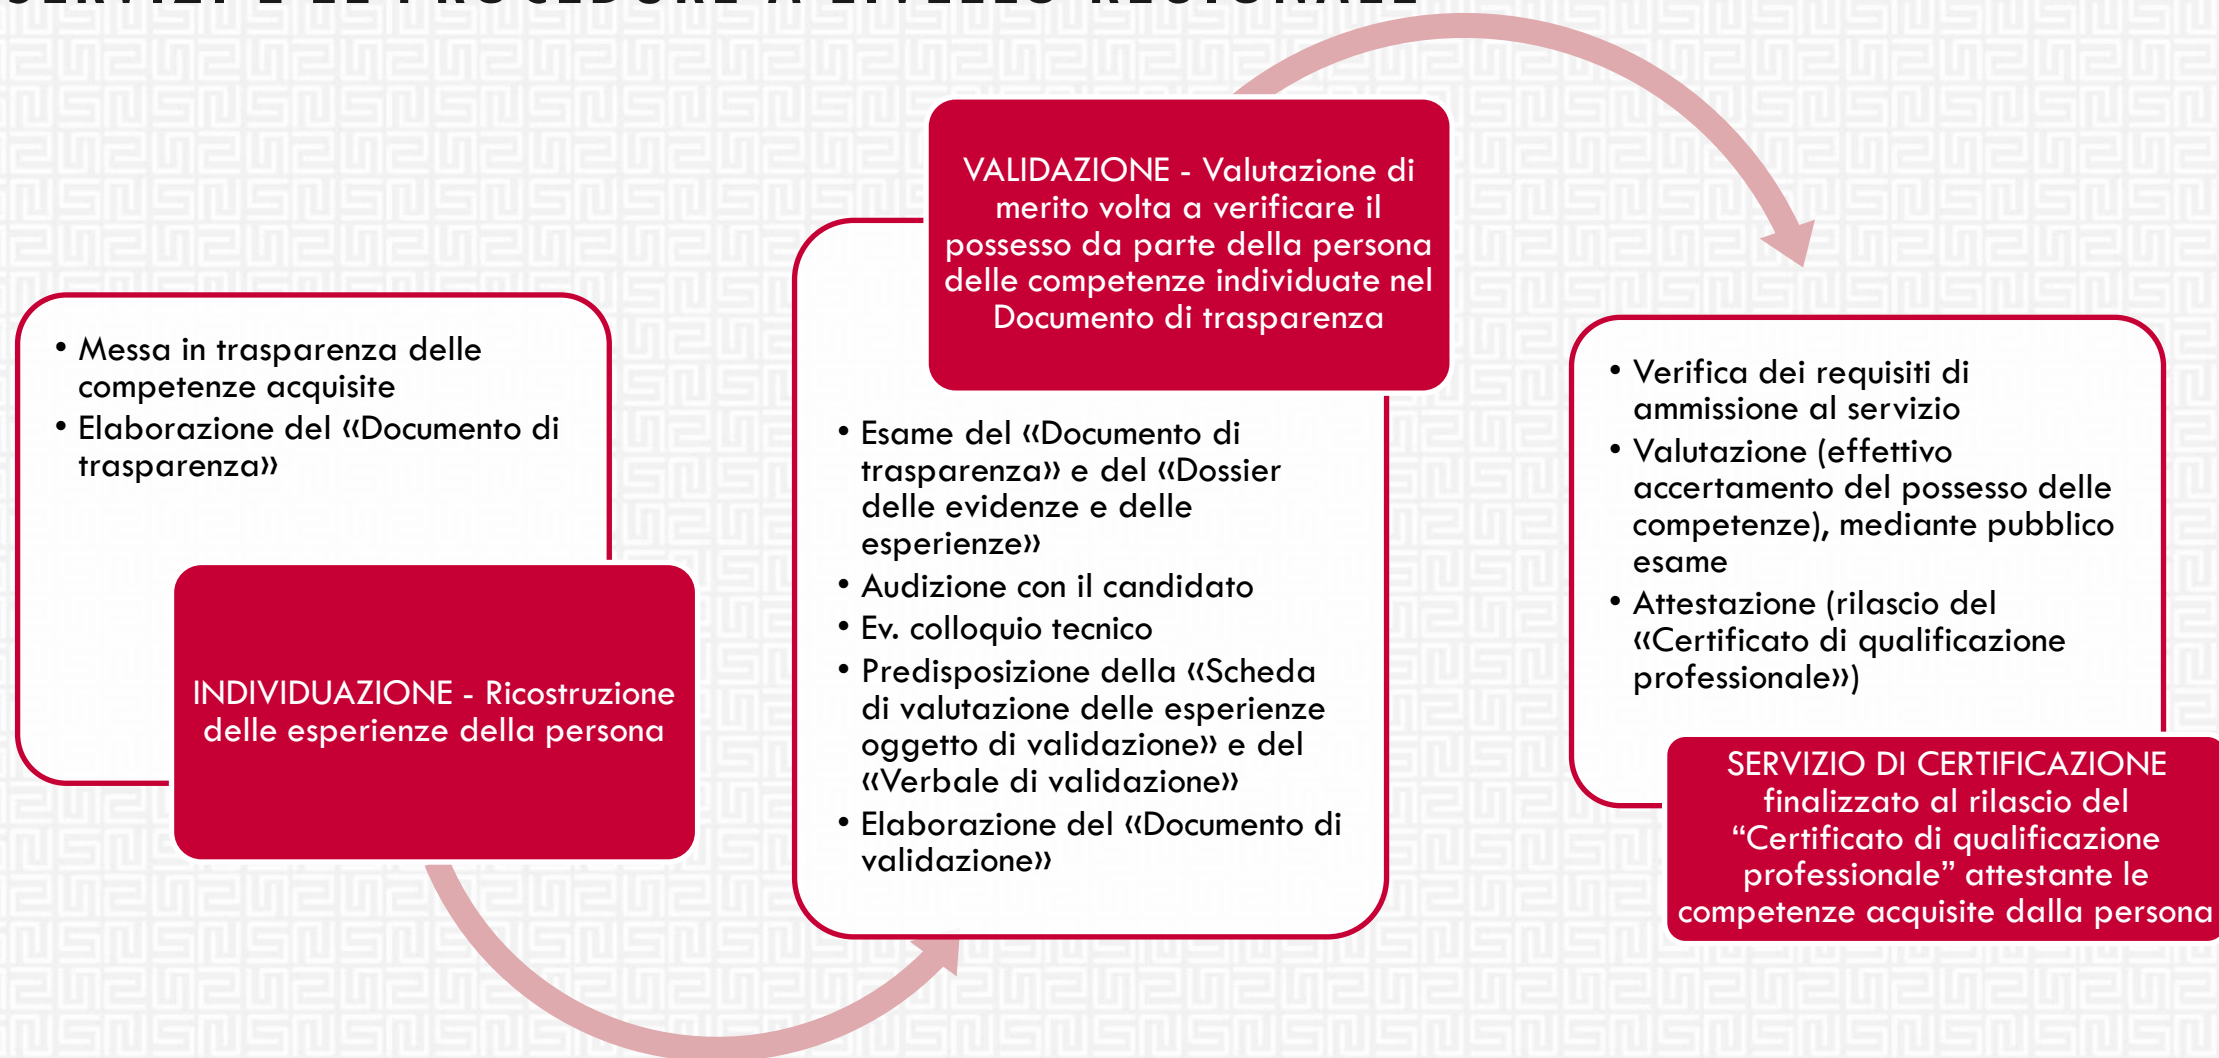 SERVIZI E LE PROCEDURE A LIVELLO REGIONALE
• Messa in trasparenza delle
competenze acquisite
• Elaborazione del «Documento di
trasparenza»
INDIVIDUAZIONE - Ricostruzione
delle esperienze della persona
VALIDAZIONE - Valutazione di
merito volta a verificare il
possesso da parte della persona
delle competenze individuate nel
Documento di trasparenza
• Esame del «Documento di
trasparenza» e del «Dossier
delle evidenze e delle
esperienze»
• Audizione con il candidato
• Ev. colloquio tecnico
• Predisposizione della «Scheda
di valutazione delle esperienze
oggetto di validazione» e del
«Verbale di validazione»
• Elaborazione del «Documento di
validazione»
• Verifica dei requisiti di
ammissione al servizio
• Valutazione (effettivo
accertamento del possesso delle
competenze), mediante pubblico
esame
• Attestazione (rilascio del
«Certificato di qualificazione
professionale»)
SERVIZIO DI CERTIFICAZIONE
finalizzato al rilascio del
“Certificato di qualificazione
professionale” attestante le
competenze acquisite dalla persona